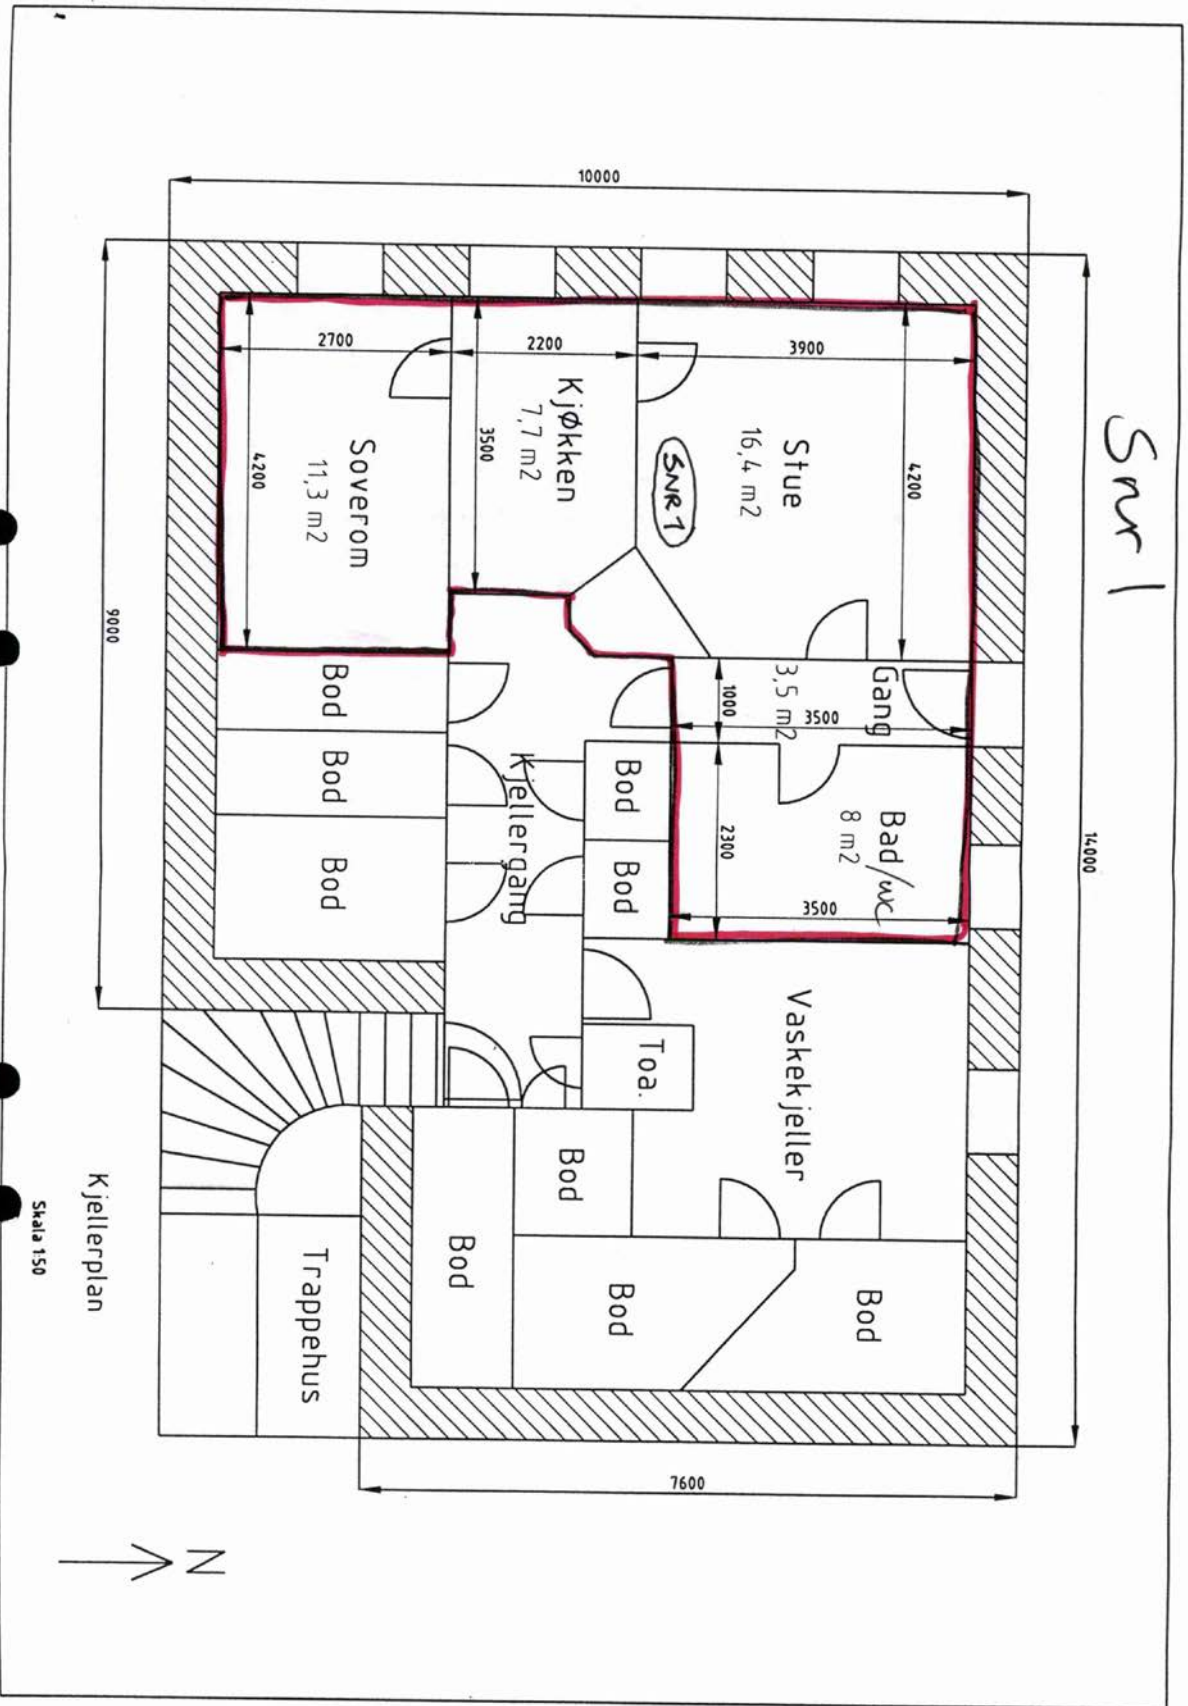 Snr 1
14000
10000
9000
7600
3900
4200
Stue
16,4 m2
SNR 1
2200
3500
Kjøkken
7,7 m2
2700
4200
Soverom
11,3 m2
Gang
3,5 m2
3500
1000
Bad/wc
8 m2
3500
2300
Bod
Bod
Kjellergang
Bod
Bod
Bod
Vaskekjeller
Toa.
Bod
Bod
Bod
Bod
Trappehus
Kjellerplan
Skala 1:50
N